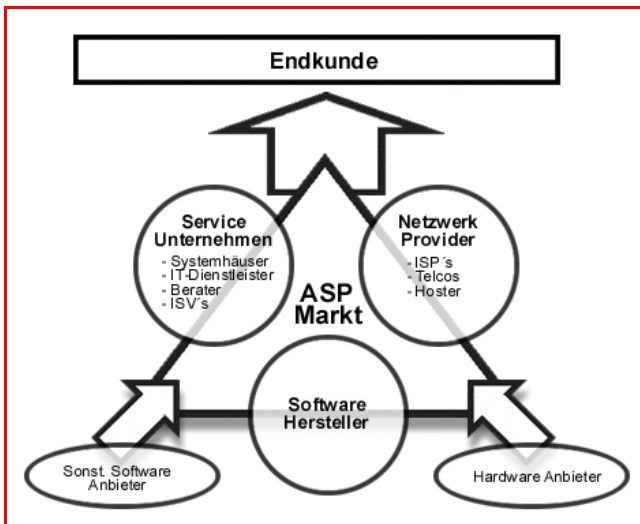 Endkunde
Service
Unternehmen
- Systemhäuser
- IT-Dienstleister
- Berater
- ISV´s
Netzwerk
Provider
- ISP´s
- Telcos
- Hoster
ASP
Markt
Software
Hersteller
Sonst. Software
Anbieter
Hardware Anbieter